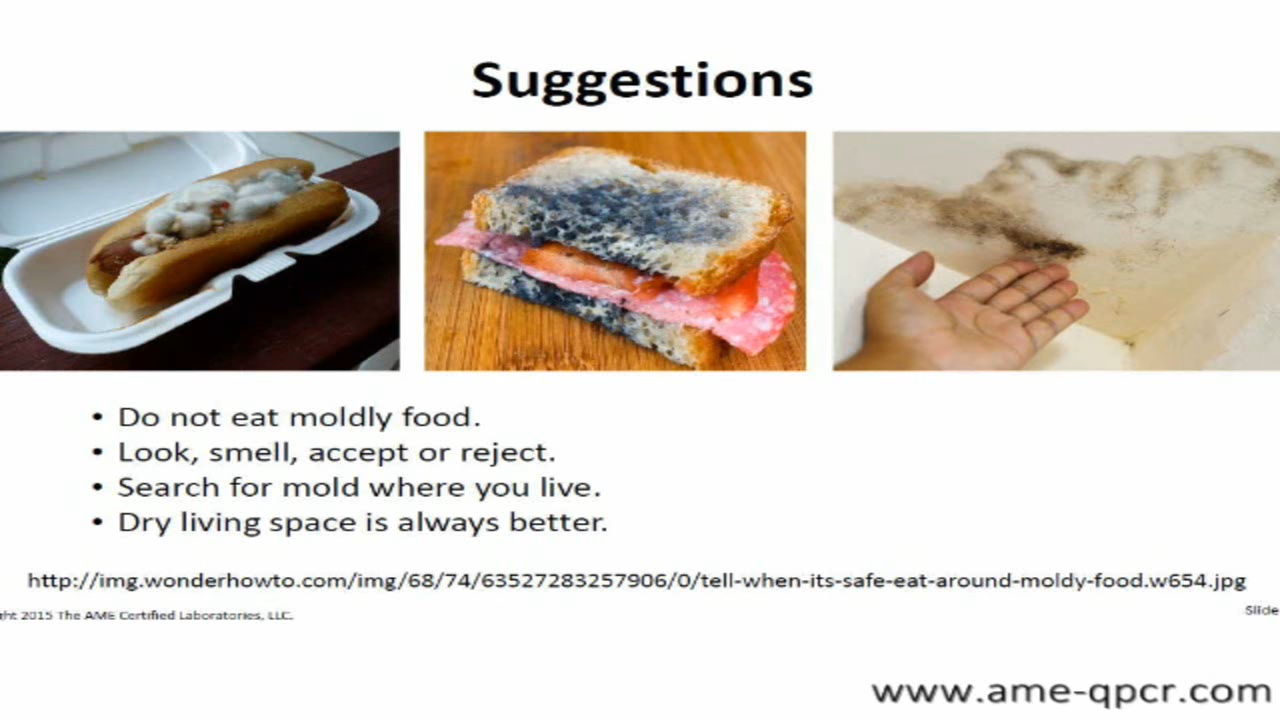 Suggestions
• Do not eat moldly food.
• Look, smell, accept or reject.
• Search for mold where you live.
• Dry living space is always better.
http://img.wonderhowto.com/img/68/74/63527283257906/0/tell-when-its-safe-eat-around-moldy-food.w654.jpg
ght 2015 The AME Certified Laboratories, LLC.
Slide
www.ame-qpcr.com